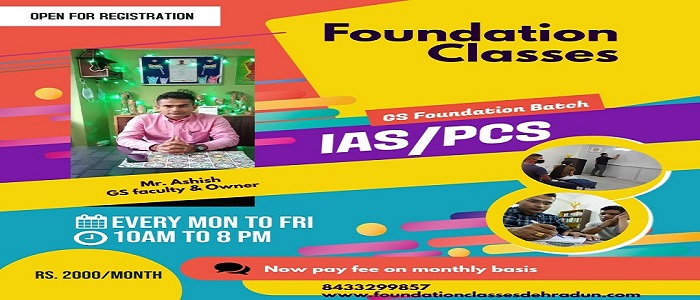 OPEN FOR REGISTRATION
Foundation
Classes
GS Foundation Batch
IAS/PCS
Mr. Ashish
GS faculty & Owner
EVERY MON TO FRI
10AM TO 8 PM
RS. 2000/MONTH
Now pay fee on monthly basis
8433299857
www.foundationclassesdehradun.com